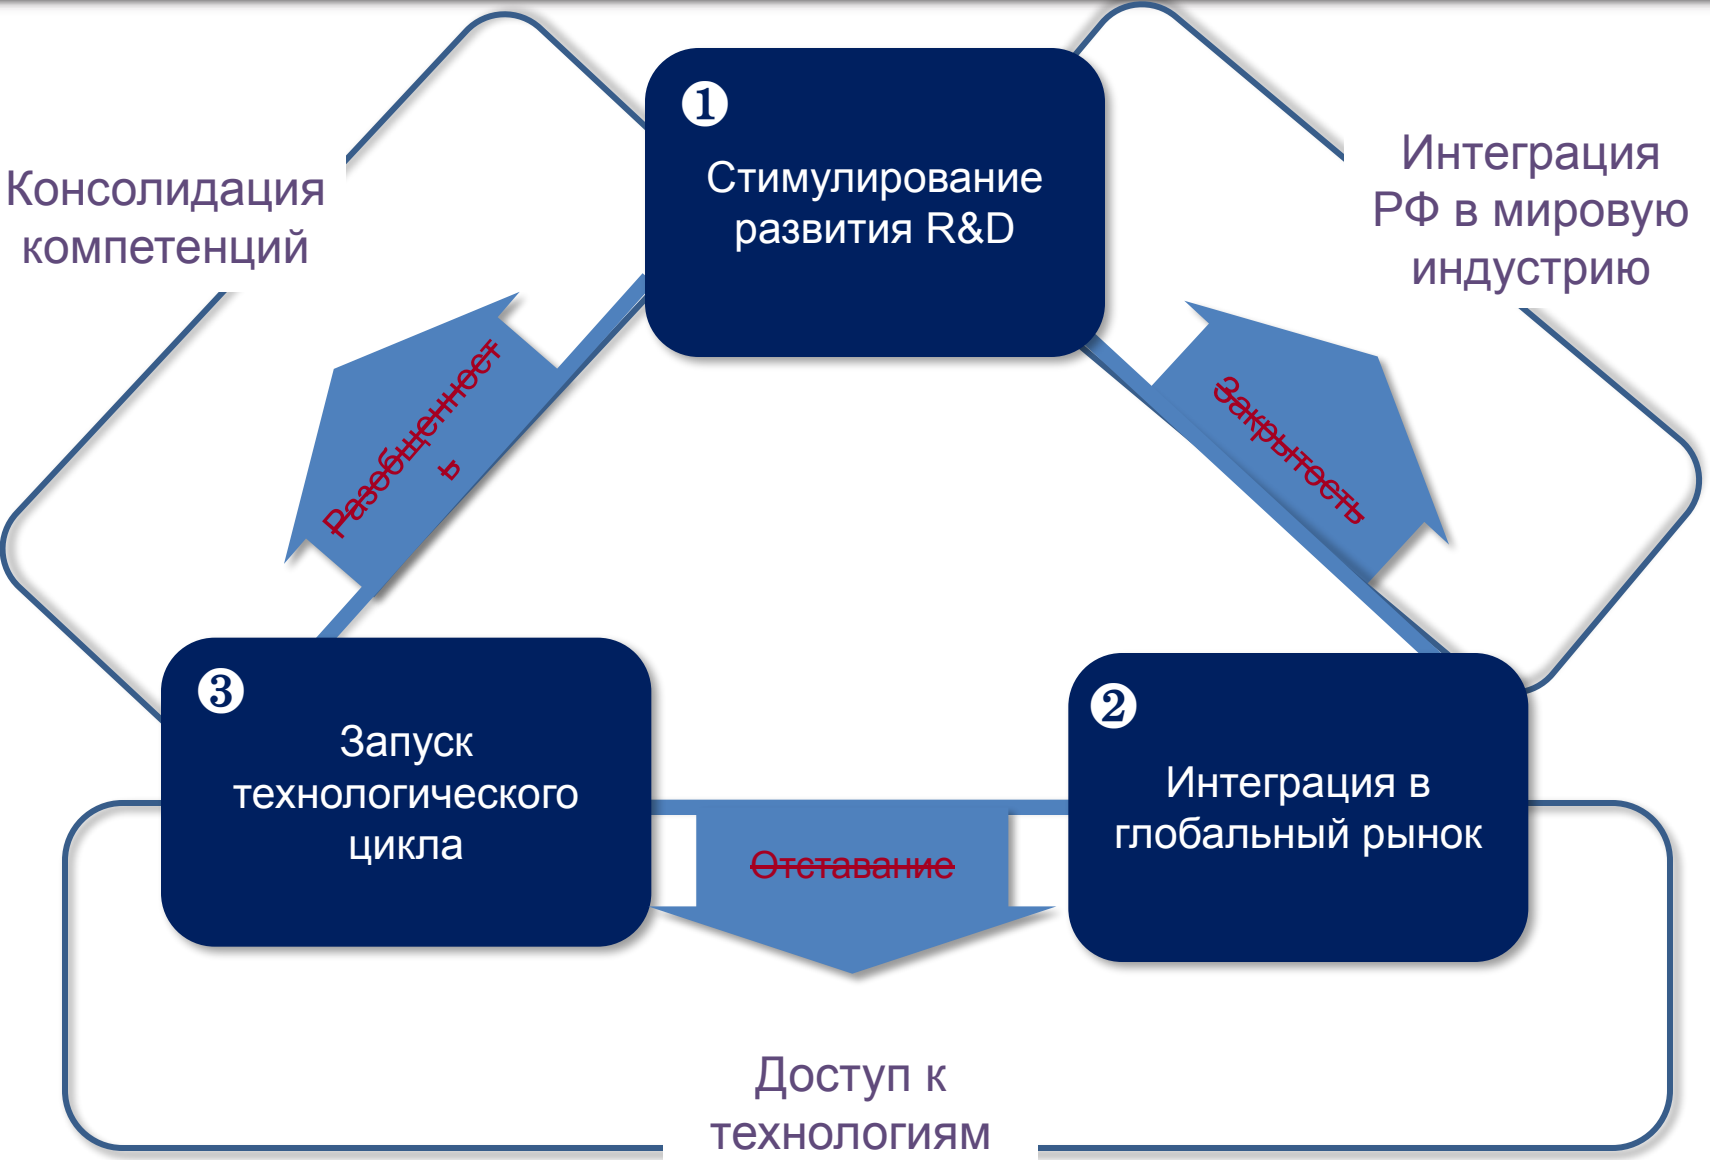 ❶
Стимулирование
развития R&D
Консолидация
компетенций
Интеграция
РФ в мировую
индустрию
Разобщенност
ь
Закрытость
❸
Запуск
технологического
цикла
❷
Интеграция в
глобальный рынок
Отставание
Доступ к
технологиям